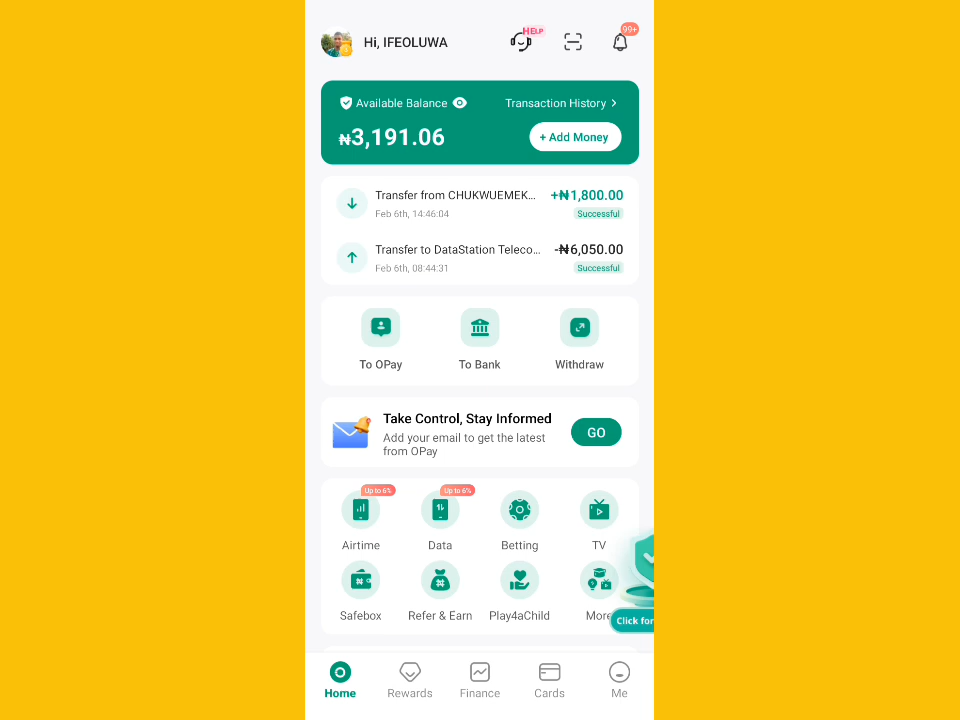 Hi, IFEOLUWA
HELP
99+
Available Balance
Transaction History >
₦3,191.06
+ Add Money
Transfer from CHUKWUEMEK...
+₦1,800.00
Feb 6th, 14:46:04
Successful
Transfer to DataStation Teleco...
-₦6,050.00
Feb 6th, 08:44:31
Successful
To OPay
To Bank
Withdraw
Take Control, Stay Informed
Add your email to get the latest
from OPay
GO
Up to 6%
Up to 6%
Airtime
Data
Betting
TV
Safebox
Refer & Earn
Play4aChild
More
Click for
Home
Rewards
Finance
Cards
Me